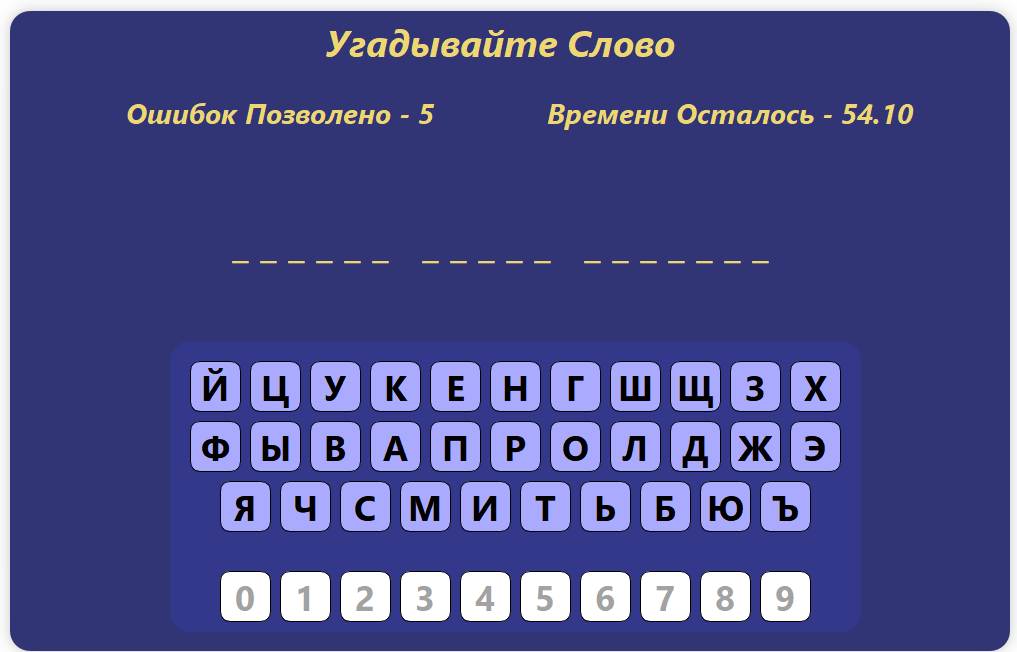 Угадывайте Слово
Ошибок Позволено - 5 Времени Осталось - 54.10
_ _ _ _ _ _ _ _ _ _ _ _ _ _ _ _ _ _
Й Ц У К Е Н Г Ш Щ З Х
Ф Ы В А П Р О Л Д Ж Э
Я Ч С М И Т Ь Б Ю Ъ
0 1 2 3 4 5 6 7 8 9